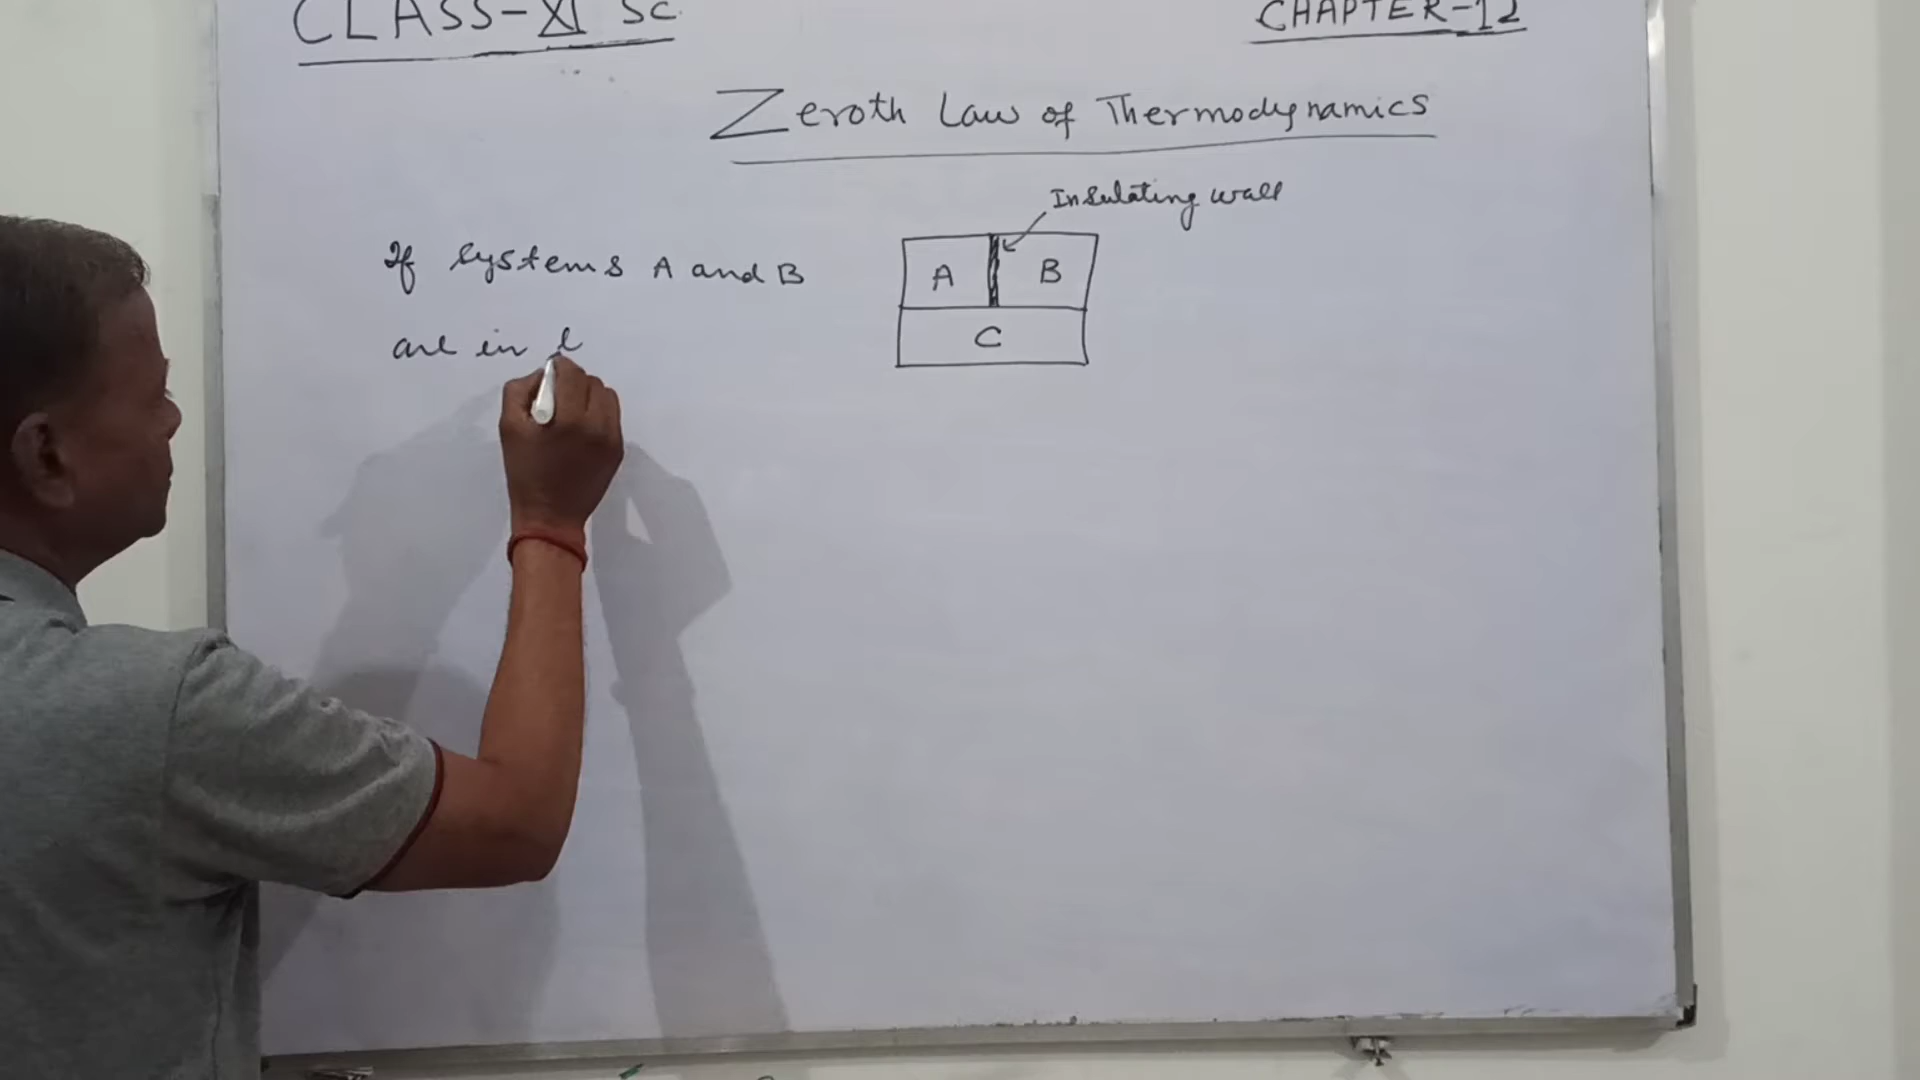 CLASS-XI SC
CHAPTER-12
Zeroth Law of Thermodynamics
Insulating wall
If systems A and B
A
B
are in
C